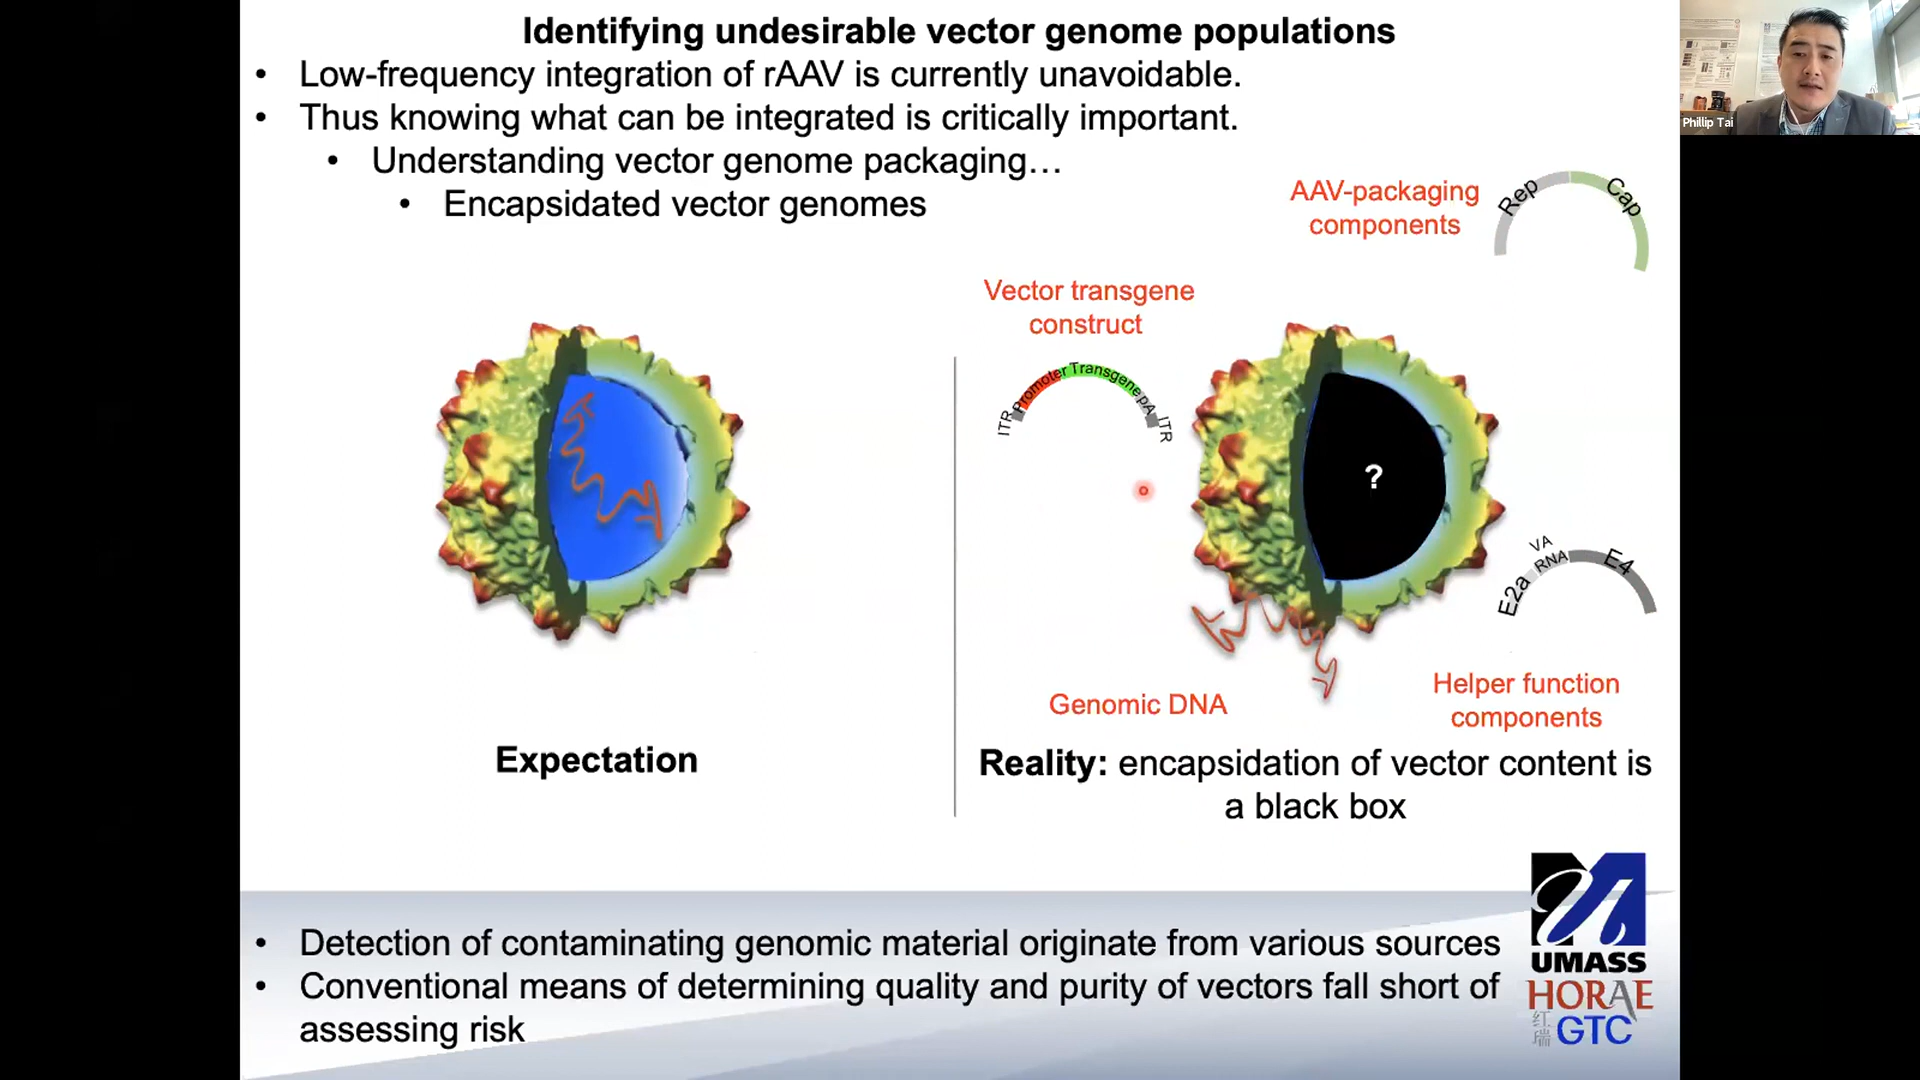 Identifying undesirable vector genome populations
• Low-frequency integration of rAAV is currently unavoidable.
• Thus knowing what can be integrated is critically important.
• Understanding vector genome packaging…
• Encapsidated vector genomes
Phillip Tai
AAV-packaging
components
Rep
Cap
Vector transgene
construct
ITR
Promoter
Transgene
pA
ITR
?
VA
RNA
E2a
E4
Genomic DNA
Helper function
components
Expectation
Reality: encapsidation of vector content is
a black box
• Detection of contaminating genomic material originate from various sources
• Conventional means of determining quality and purity of vectors fall short of
assessing risk
UMASS
HORAE
红瑞
GTC